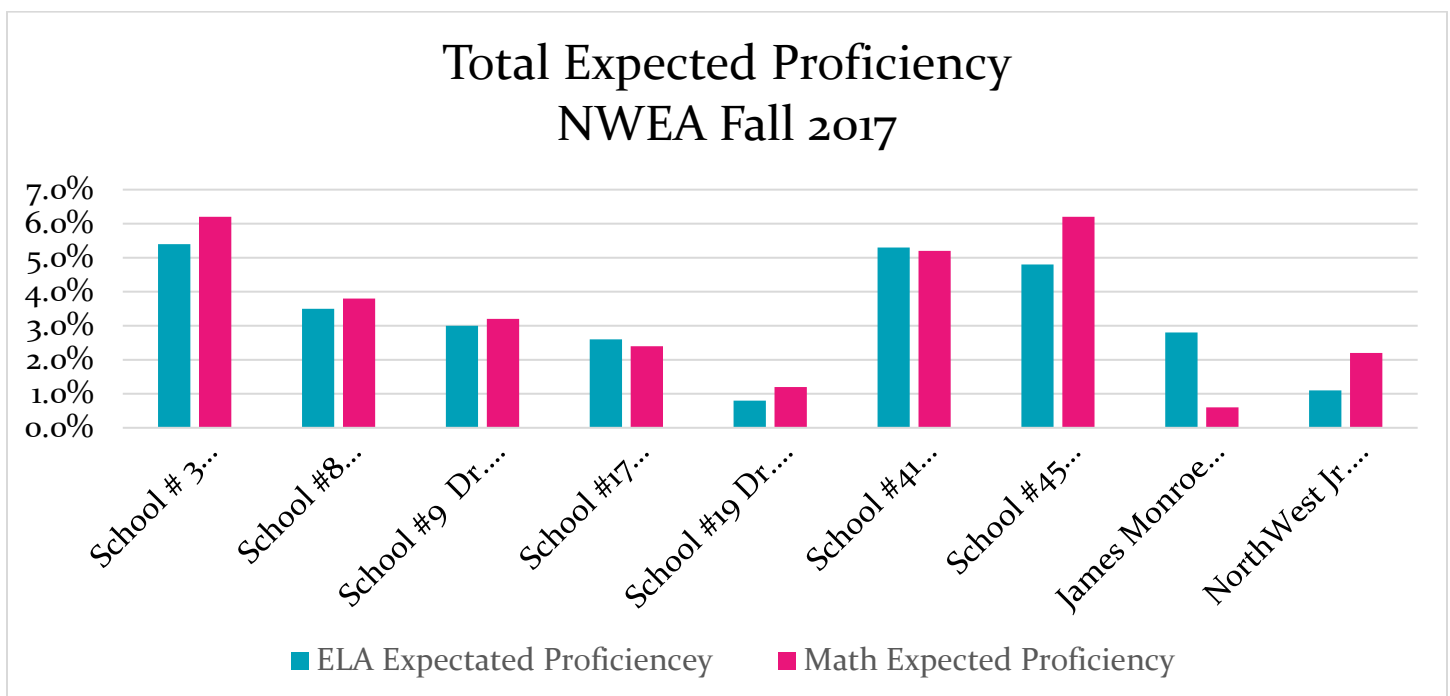 Total Expected Proficiency
NWEA Fall 2017
7.0%
6.0%
5.0%
4.0%
3.0%
2.0%
1.0%
0.0%
School # 3...
School #8...
School #9 Dr....
School #17...
School #19 Dr....
School #41...
School #45...
James Monroe...
NorthWest Jr....
ELA Expectated Proficiencey
Math Expected Proficiency